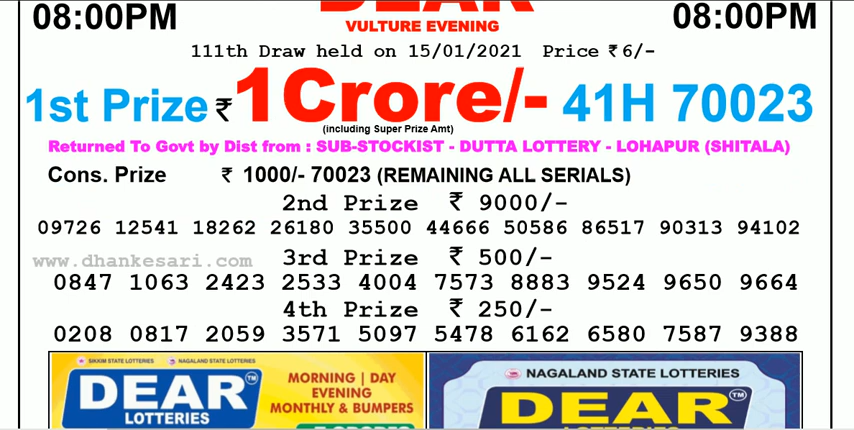 DEAR
08:00PM VULTURE EVENING 08:00PM
111th Draw held on 15/01/2021 Price ₹ 6/-
1st Prize ₹ 1Crore/- 41H 70023
(including Super Prize Amt)
Returned To Govt by Dist from : SUB-STOCKIST - DUTTA LOTTERY - LOHAPUR (SHITALA)
Cons. Prize ₹ 1000/- 70023 (REMAINING ALL SERIALS)
2nd Prize ₹ 9000/-
09726 12541 18262 26180 35500 44666 50586 86517 90313 94102
www.dhankesari.com 3rd Prize ₹ 500/-
0847 1063 2423 2533 4004 7573 8883 9524 9650 9664
4th Prize ₹ 250/-
0208 0817 2059 3571 5097 5478 6162 6580 7587 9388
SIKKIM STATE LOTTERIES NAGALAND STATE LOTTERIES
DEAR TM
LOTTERIES
MORNING | DAY
EVENING
MONTHLY & BUMPERS
NAGALAND STATE LOTTERIES
DEAR TM
LOTTERIES